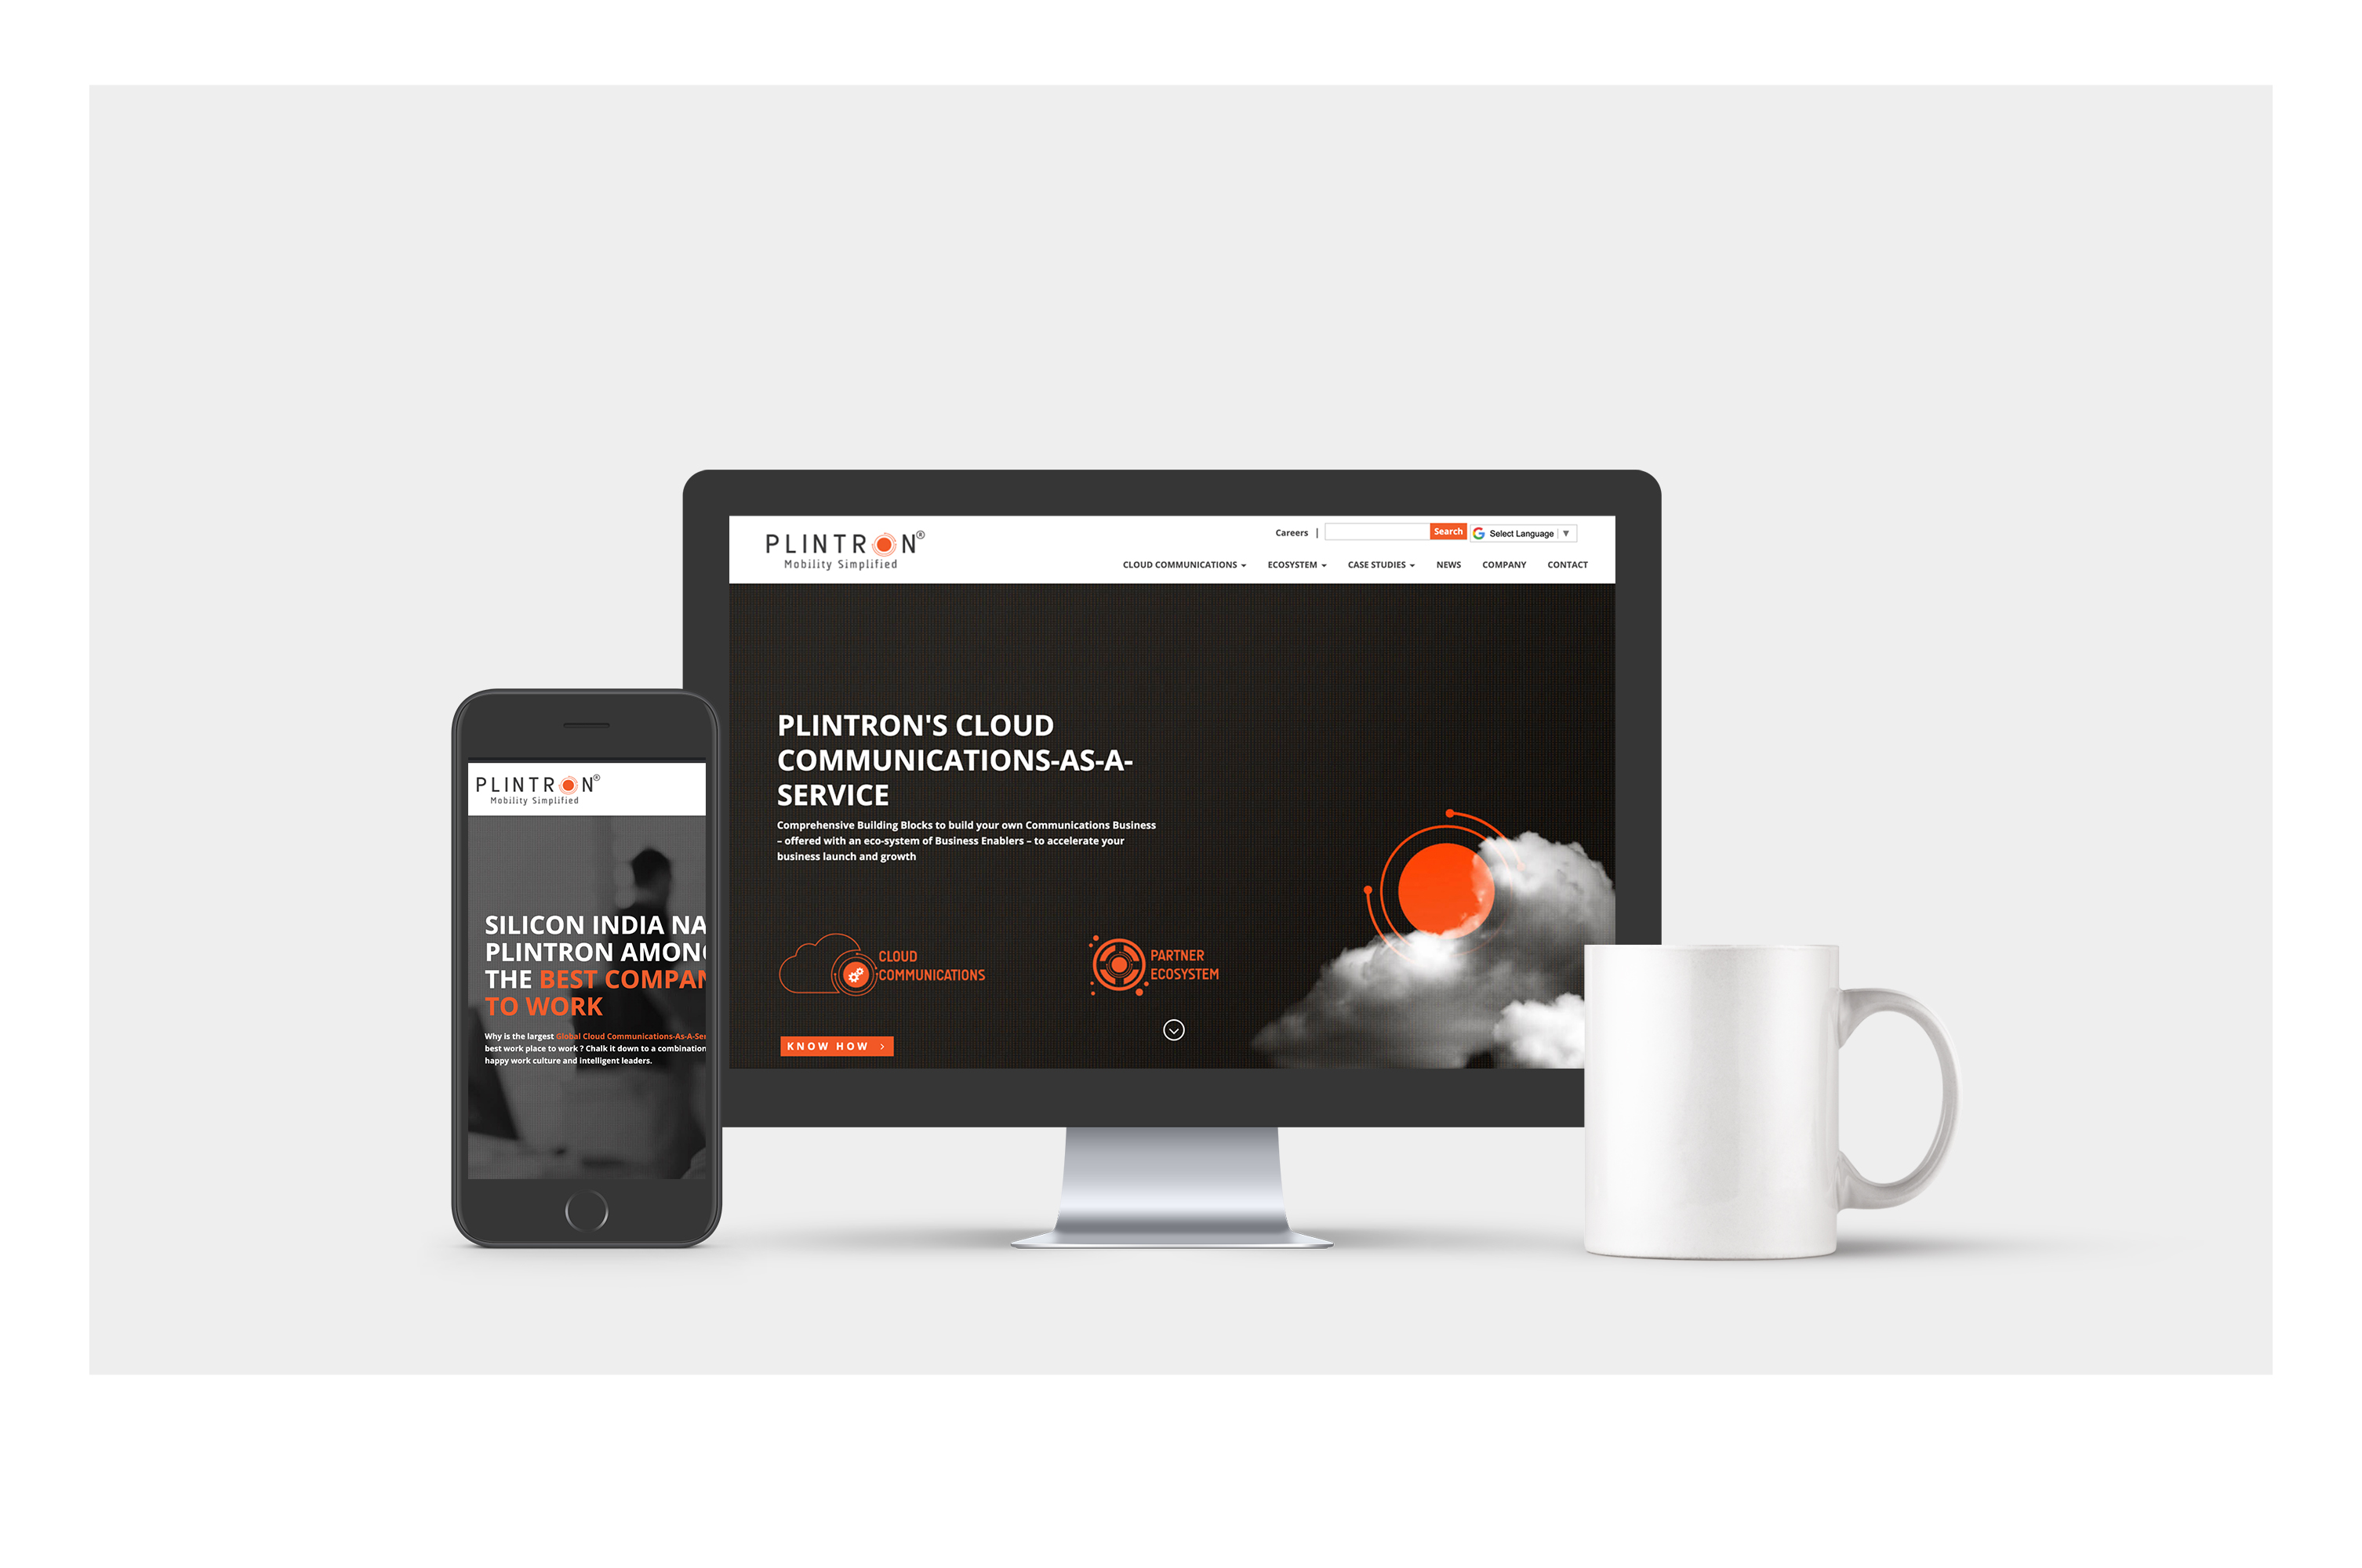 PLINTRON®
Mobility Simplified
Careers |
Search
Select Language ▼
CLOUD COMMUNICATIONS
ECOSYSTEM
CASE STUDIES
NEWS
COMPANY
CONTACT
PLINTRON'S CLOUD
COMMUNICATIONS-AS-A-
SERVICE
Comprehensive Building Blocks to build your own Communications Business
– offered with an eco-system of Business Enablers – to accelerate your
business launch and growth
CLOUD
COMMUNICATIONS
PARTNER
ECOSYSTEM
KNOW HOW >
PLINTRON®
Mobility Simplified
SILICON INDIA NA
PLINTRON AMONG
THE BEST COMPAN
TO WORK
Why is the largest Global Cloud Communications-As-A-Ser
best work place to work ? Chalk it down to a combination
happy work culture and intelligent leaders.